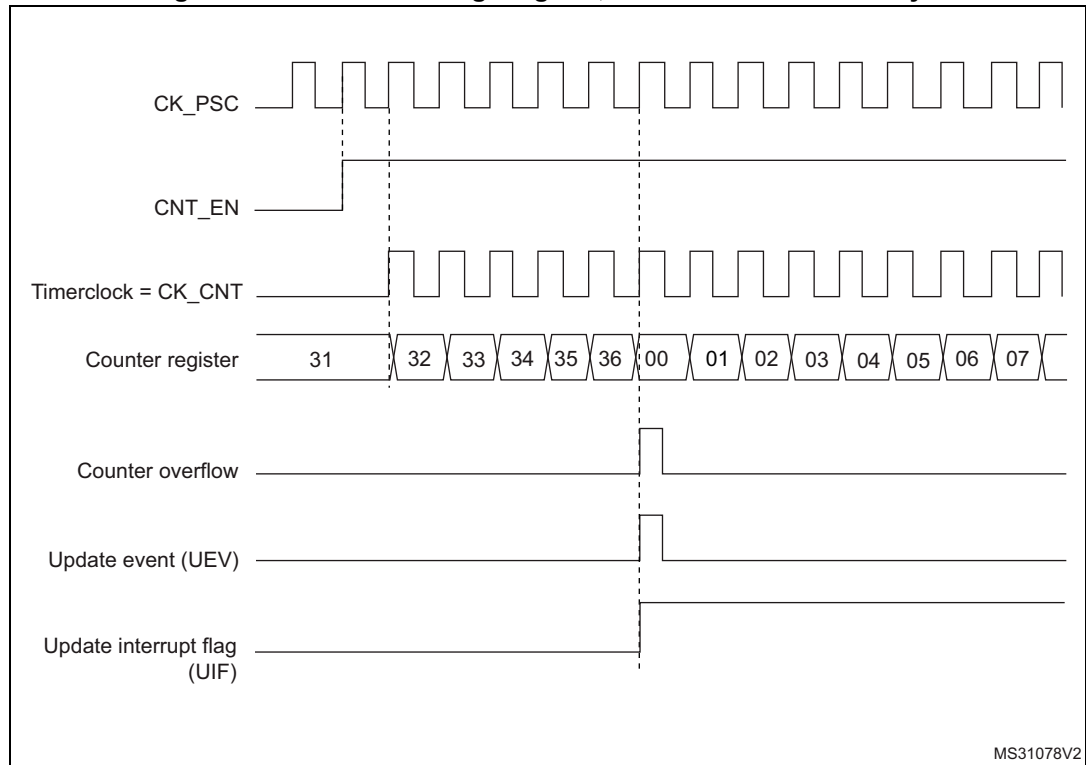 CK_PSC
CNT_EN
Timerclock = CK_CNT
Counter register 31 32 33 34 35 36 00 01 02 03 04 05 06 07
Counter overflow
Update event (UEV)
Update interrupt flag
(UIF)
MS31078V2